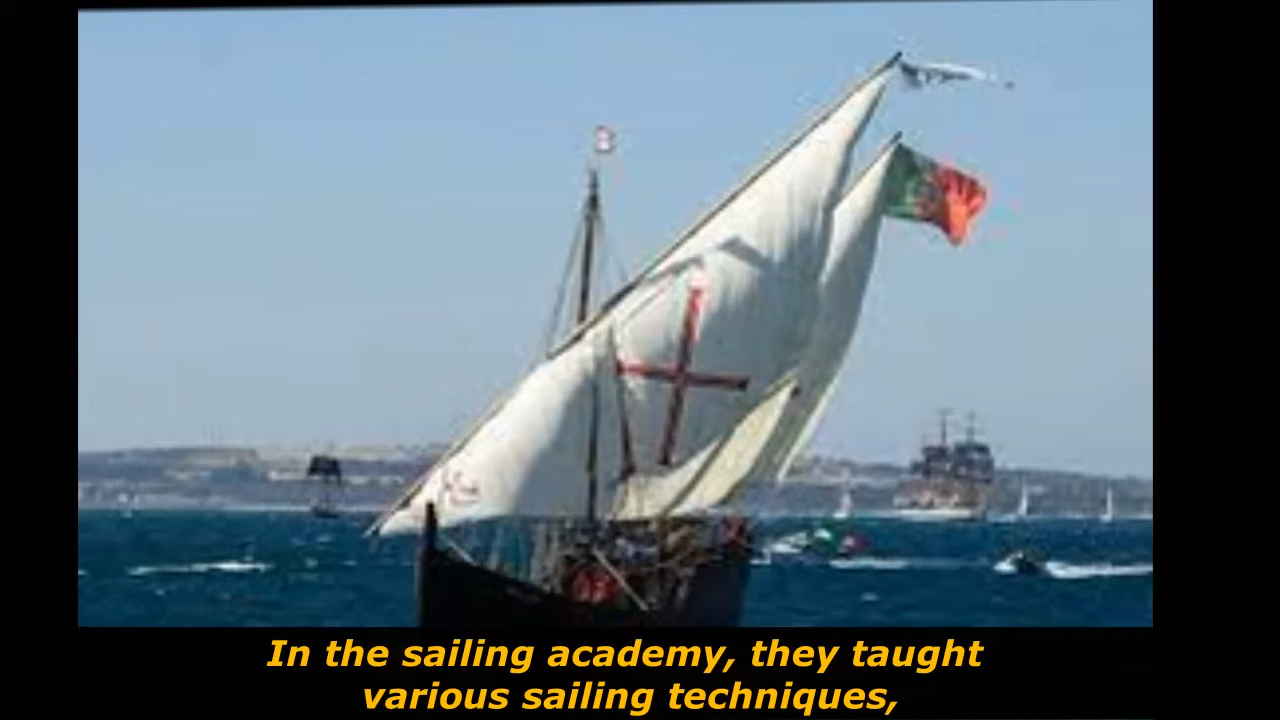 In the sailing academy, they taught
various sailing techniques,